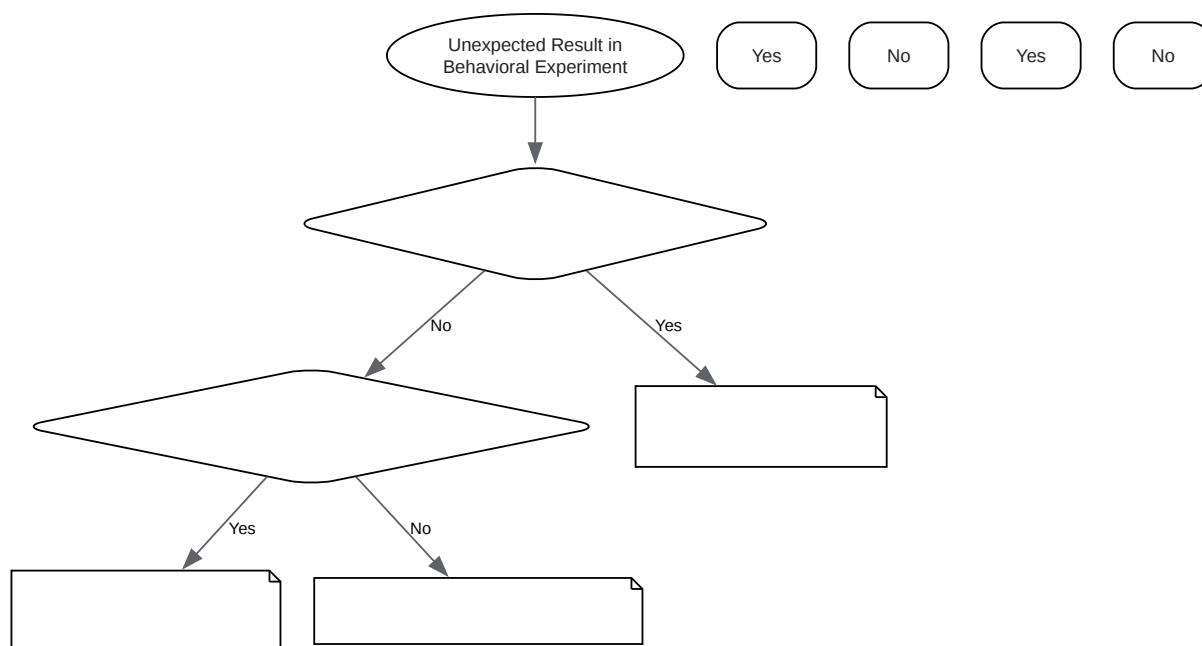 Unexpected Result in
Behavioral Experiment
Yes
No
Yes
No
No
Yes
Yes
No